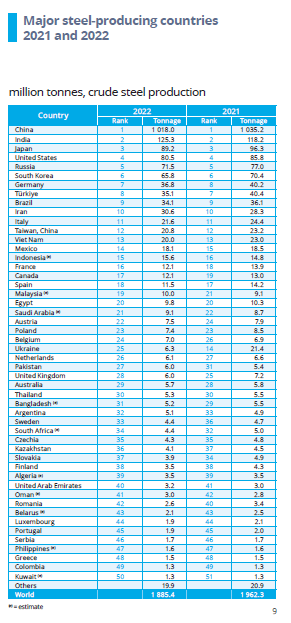 Major steel-producing countries
2021 and 2022
million tonnes, crude steel production
Country 2022 2021
Rank Tonnage Rank Tonnage
China 1 1 018.0 1 1 035.2
India 2 125.3 2 118.2
Japan 3 89.2 3 96.3
United States 4 80.5 4 85.8
Russia 5 71.5 5 77.0
South Korea 6 65.8 6 70.4
Germany 7 36.8 8 40.2
Türkiye 8 35.1 7 40.4
Brazil 9 34.1 9 36.1
Iran 10 30.6 10 28.3
Italy 11 21.6 11 24.4
Taiwan, China 12 20.8 12 23.2
Viet Nam 13 20.0 13 23.0
Mexico 14 18.1 15 18.5
Indonesia (e) 15 15.6 16 14.8
France 16 12.1 18 13.9
Canada 17 12.1 19 13.0
Spain 18 11.5 17 14.2
Malaysia (e) 19 10.0 21 9.1
Egypt 20 9.8 20 10.3
Saudi Arabia (e) 21 9.1 22 8.7
Austria 22 7.5 24 7.9
Poland 23 7.4 23 8.5
Belgium 24 7.0 26 6.9
Ukraine 25 6.3 14 21.4
Netherlands 26 6.1 27 6.6
Pakistan 27 6.0 31 5.4
United Kingdom 28 6.0 25 7.2
Australia 29 5.7 28 5.8
Thailand 30 5.3 30 5.5
Bangladesh (e) 31 5.2 29 5.5
Argentina 32 5.1 33 4.9
Sweden 33 4.4 36 4.7
South Africa (e) 34 4.4 32 5.0
Czechia 35 4.3 35 4.8
Kazakhstan 36 4.1 37 4.5
Slovakia 37 3.9 34 4.9
Finland 38 3.5 38 4.3
Algeria (e) 39 3.5 39 3.5
United Arab Emirates 40 3.2 41 3.0
Oman (e) 41 3.0 42 2.8
Romania 42 2.6 40 3.4
Belarus (e) 43 2.1 43 2.5
Luxembourg 44 1.9 44 2.1
Portugal 45 1.9 45 2.0
Serbia 46 1.7 46 1.7
Philippines (e) 47 1.6 47 1.6
Greece 48 1.5 48 1.5
Colombia 49 1.3 49 1.3
Kuwait (e) 50 1.3 51 1.3
Others 19.9 20.9
World 1 885.4 1 962.3
(e) = estimate
9